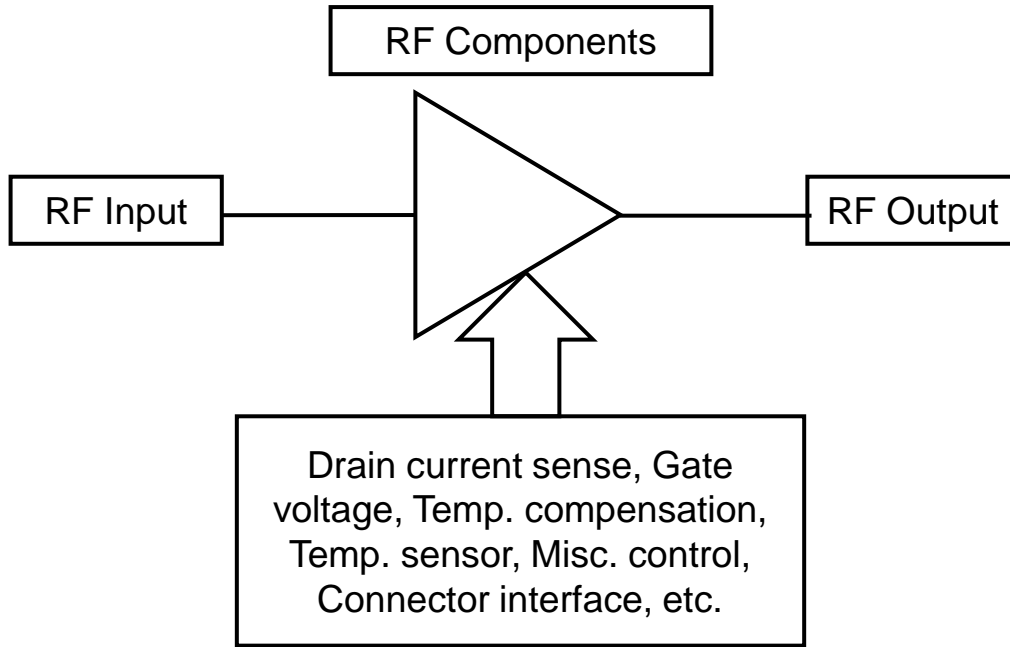 RF Components
RF Input
RF Output
Drain current sense, Gate
voltage, Temp. compensation,
Temp. sensor, Misc. control,
Connector interface, etc.